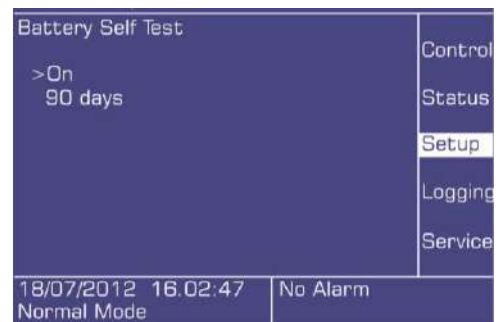 Battery Self Test
>On
90 days
Control
Status
Setup
Logging
Service
18/07/2012 16.02:47
Normal Mode
No Alarm